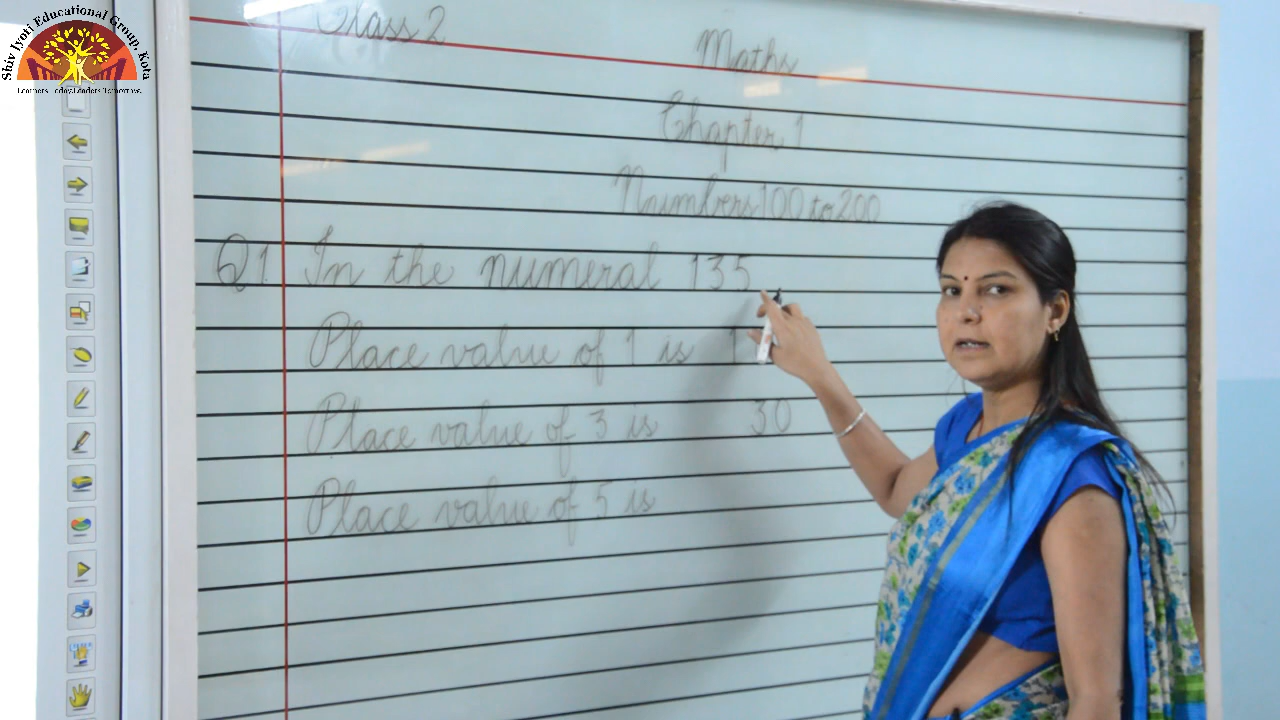 Shiv Jyoti Educational Group, Kota
Class 2
Maths
Chapter 1
Numbers 100 to 200
Q1. In the numeral 135
Place value of 1 is 1
Place value of 3 is 30
Place value of 5 is